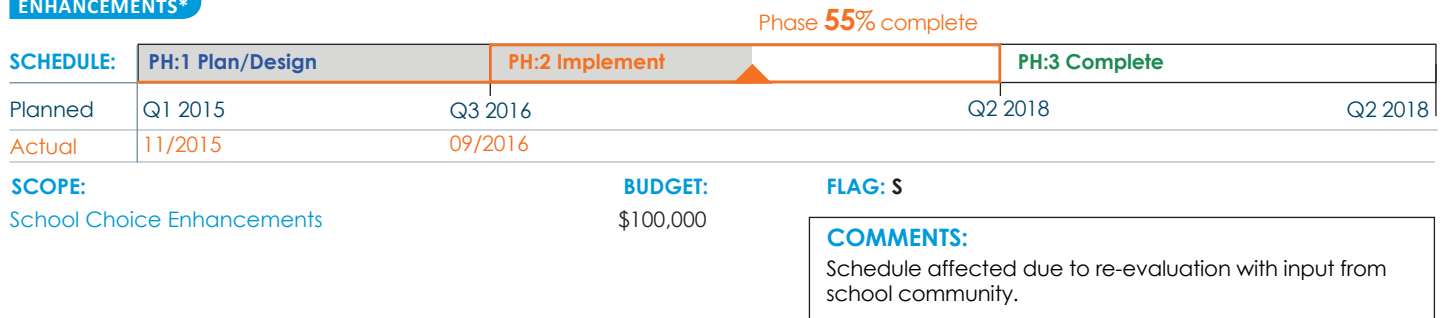 ENHANCEMENTS*
Phase 55% complete
SCHEDULE: PH:1 Plan/Design PH:2 Implement PH:3 Complete
Planned Q1 2015 Q3 2016 Q2 2018 Q2 2018
Actual 11/2015 09/2016
SCOPE: BUDGET: FLAG: S
School Choice Enhancements $100,000
COMMENTS:
Schedule affected due to re-evaluation with input from
school community.